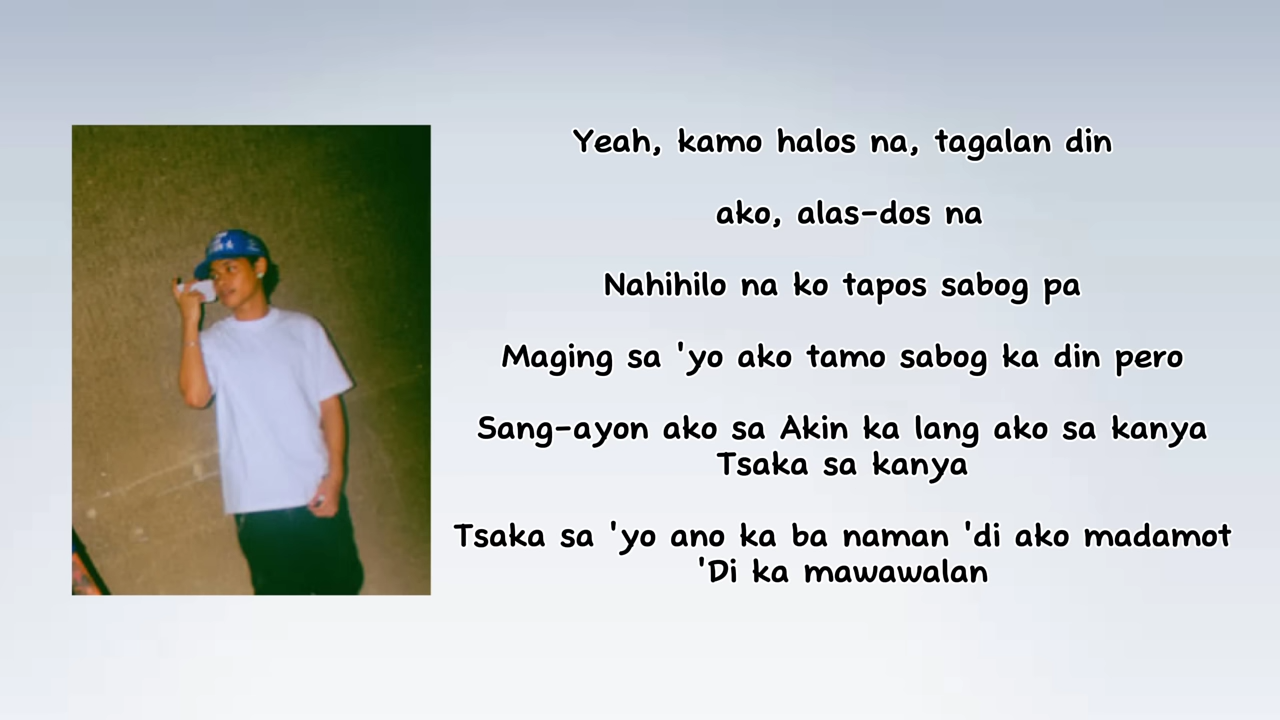 Yeah, kamo halos na, tagalan din
ako, alas-dos na
Nahihilo na ko tapos sabog pa
Maging sa 'yo ako tamo sabog ka din pero
Sang-ayon ako sa Akin ka lang ako sa kanya
Tsaka sa kanya
Tsaka sa 'yo ano ka ba naman 'di ako madamot
'Di ka mawawalan